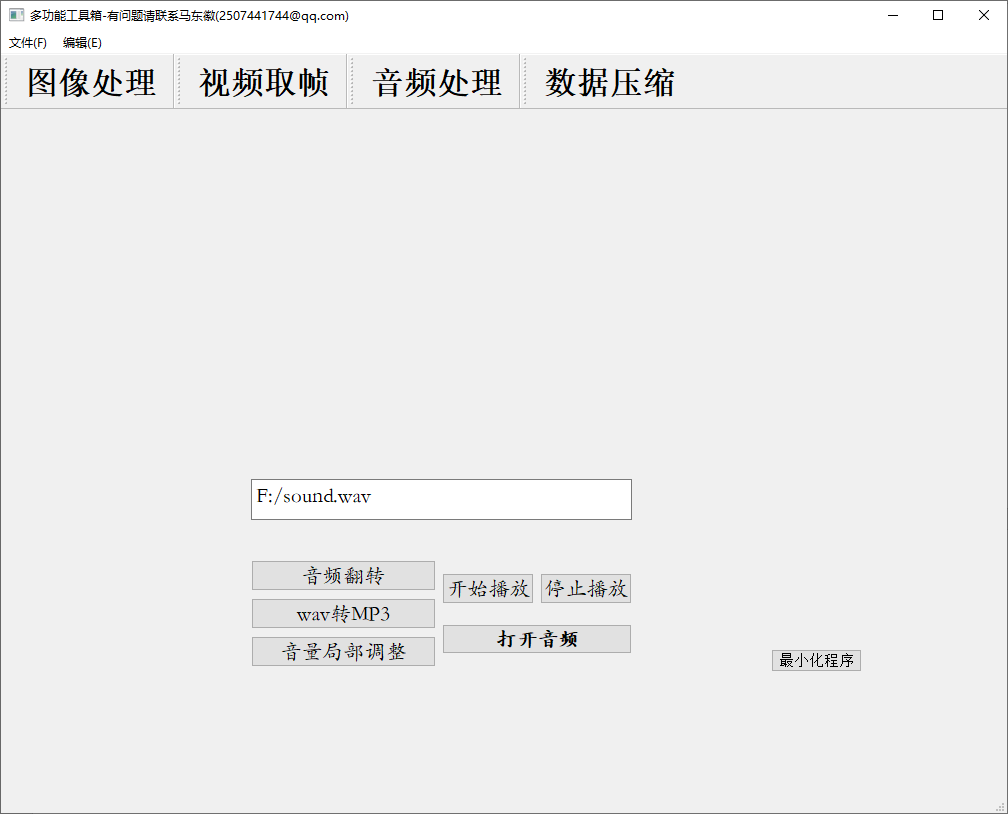 多功能工具箱-有问题请联系马东徽(2507441744@qq.com)
文件(F) 编辑(E)
图像处理 视频取帧 音频处理 数据压缩
F:/sound.wav
音频翻转
开始播放 停止播放
wav转MP3
打开音频
音量局部调整
最小化程序